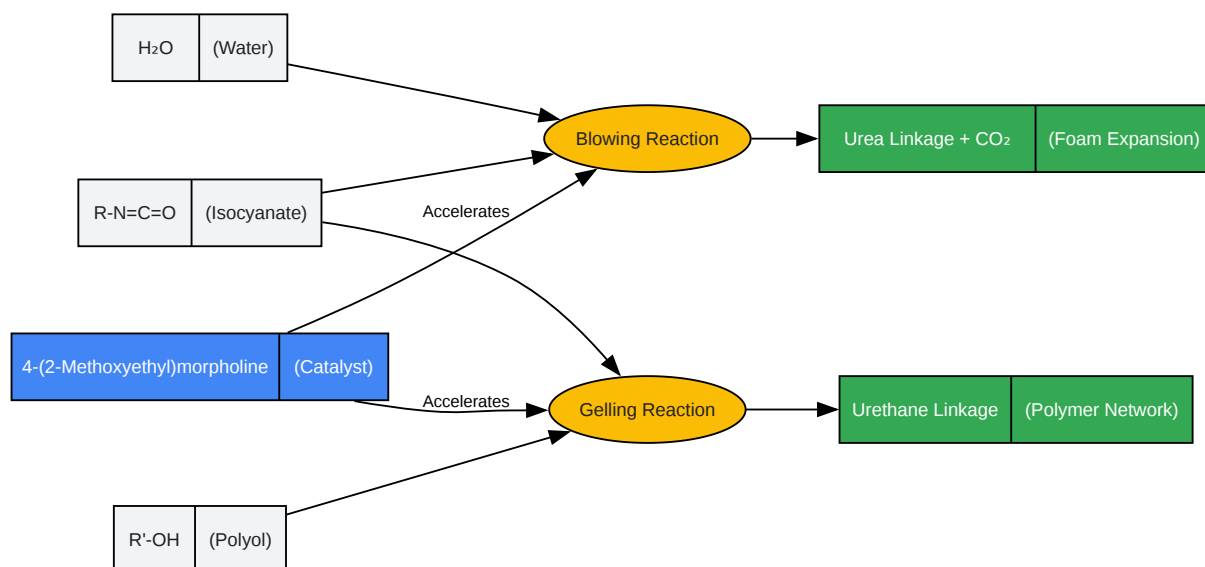 H₂O (Water)
Blowing Reaction
Urea Linkage + CO₂ (Foam Expansion)
R-N=C=O (Isocyanate)
Accelerates
4-(2-Methoxyethyl)morpholine (Catalyst)
Accelerates
Gelling Reaction
Urethane Linkage (Polymer Network)
R'-OH (Polyol)